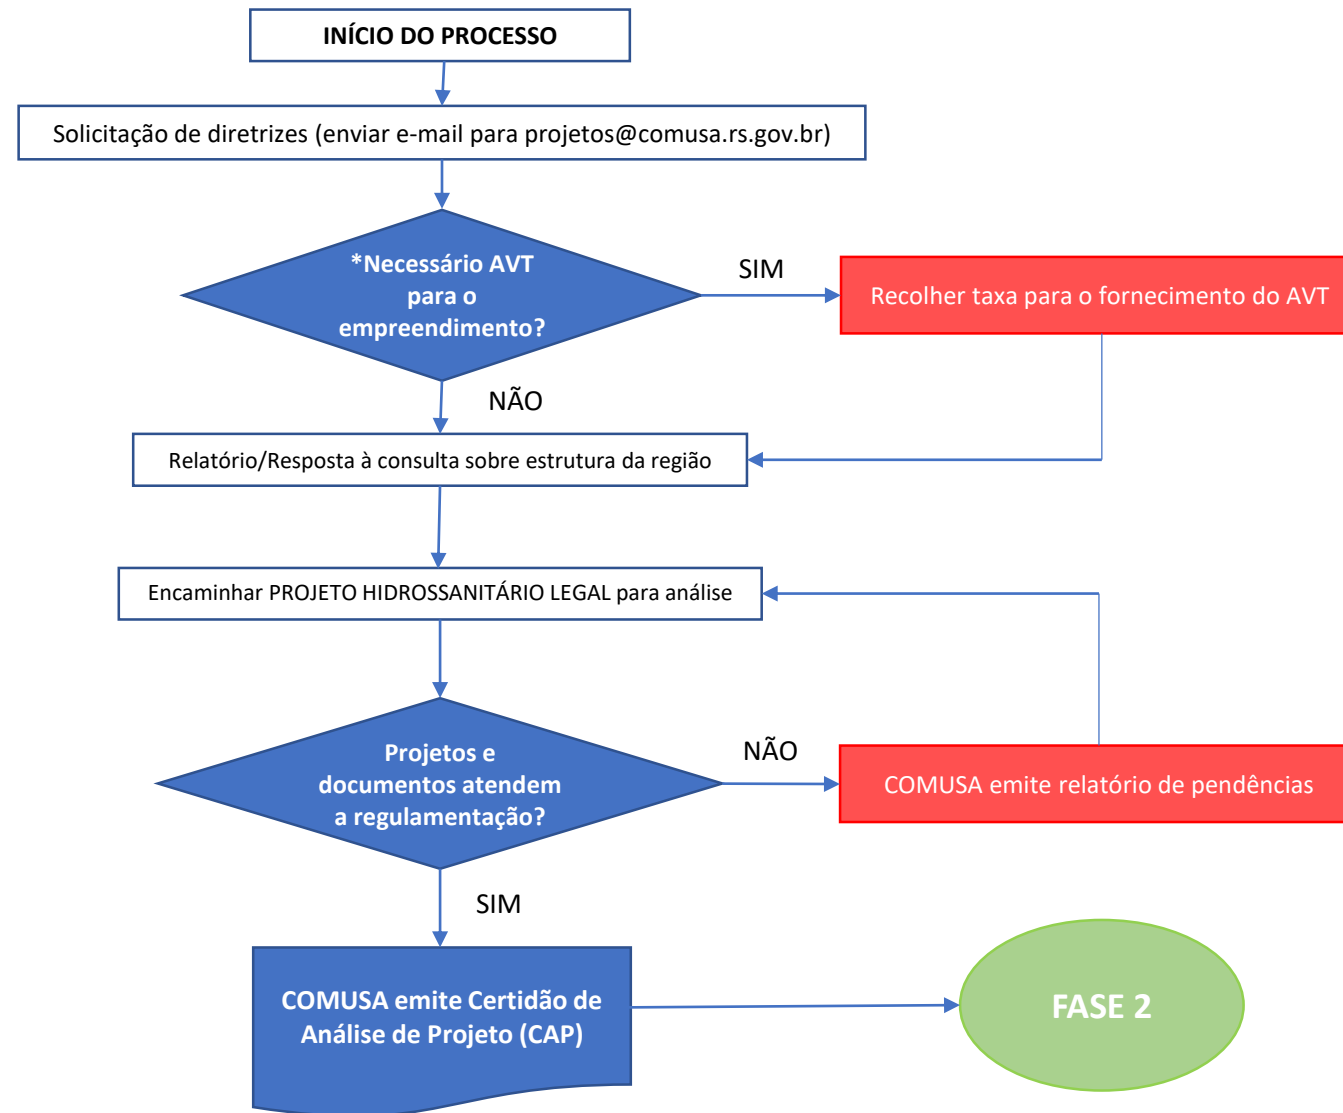 INÍCIO DO PROCESSO
Solicitação de diretrizes (enviar e-mail para projetos@comusa.rs.gov.br)
*Necessário AVT
para o
empreendimento?
SIM
Recolher taxa para o fornecimento do AVT
NÃO
Relatório/Resposta à consulta sobre estrutura da região
Encaminhar PROJETO HIDROSSANITÁRIO LEGAL para análise
Projetos e
documentos atendem
a regulamentação?
NÃO
COMUSA emite relatório de pendências
SIM
COMUSA emite Certidão de
Análise de Projeto (CAP)
FASE 2